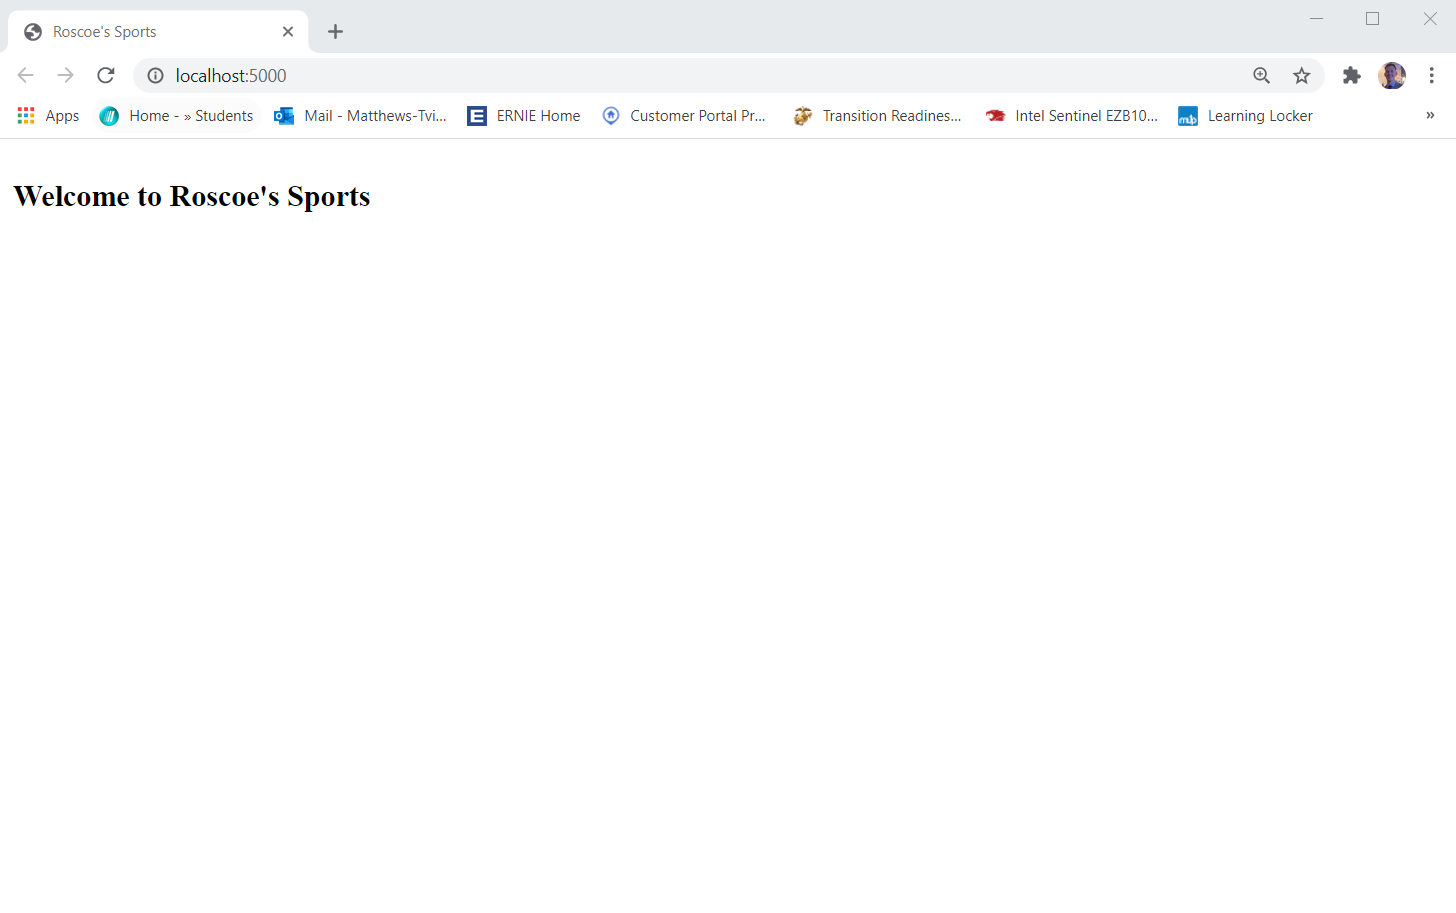 Roscoe's Sports
localhost:5000
Apps Home - » Students Mail - Matthews-Tvi... ERNIE Home Customer Portal Pr... Transition Readines... Intel Sentinel EZB10... Learning Locker »
Welcome to Roscoe's Sports